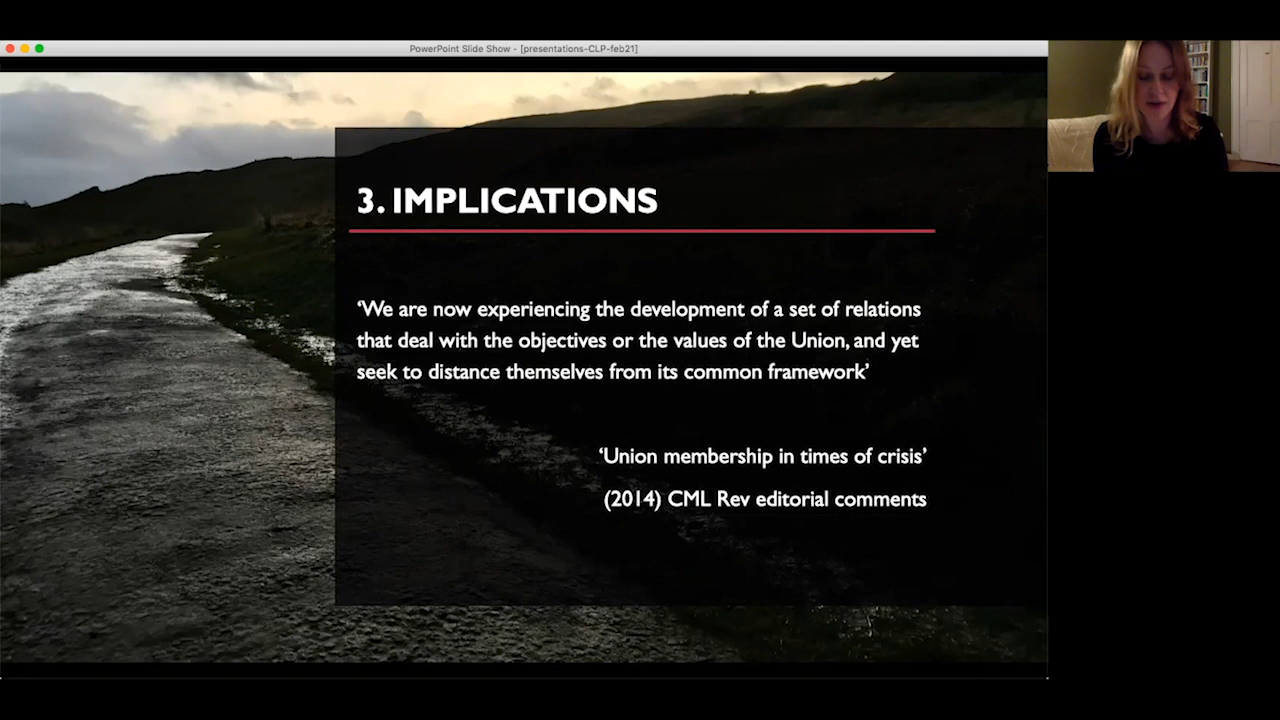 PowerPoint Slide Show - [presentations-CLP-feb21]
3. IMPLICATIONS
‘We are now experiencing the development of a set of relations
that deal with the objectives or the values of the Union, and yet
seek to distance themselves from its common framework’
‘Union membership in times of crisis’
(2014) CML Rev editorial comments